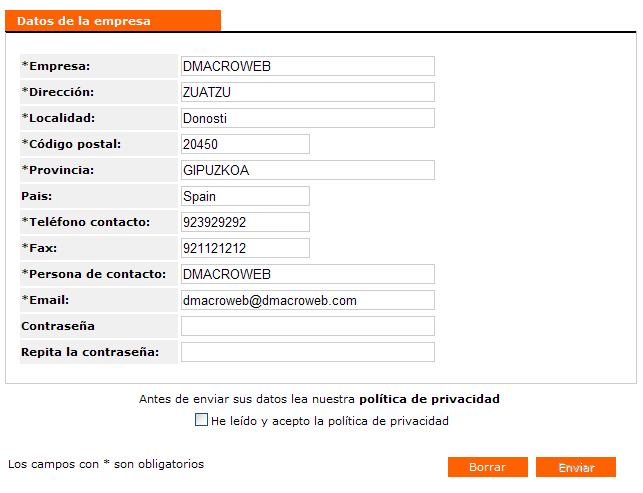 Datos de la empresa
*Empresa: DMACROWEB
*Dirección: ZUATZU
*Localidad: Donosti
*Código postal: 20450
*Provincia: GIPUZKOA
Pais: Spain
*Teléfono contacto: 923929292
*Fax: 921121212
*Persona de contacto: DMACROWEB
*Email: dmacroweb@dmacroweb.com
Contraseña
Repita la contraseña:
Antes de enviar sus datos lea nuestra política de privacidad
He leído y acepto la política de privacidad
Los campos con * son obligatorios
Borrar
Enviar